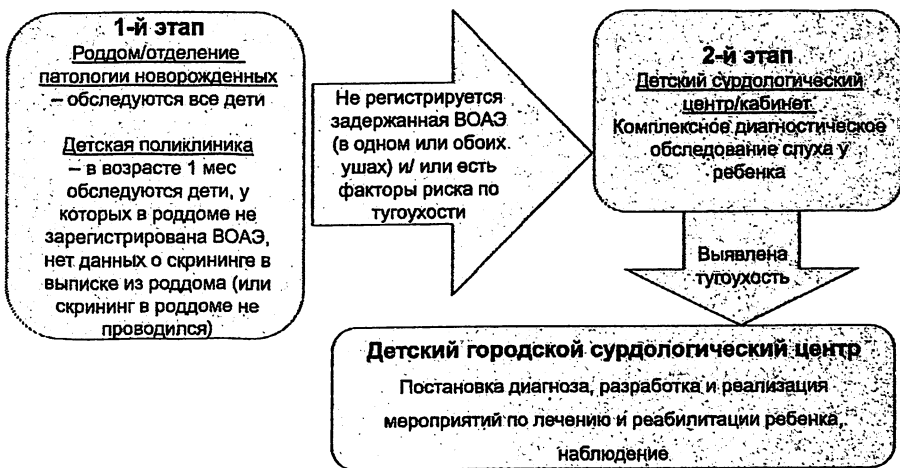 1-й этап
Роддом/отделение
патологии новорожденных
– обследуются все дети
Детская поликлиника
– в возрасте 1 мес
обследуются дети, у
которых в роддоме не
зарегистрирована ВОАЭ,
нет данных о скрининге в
выписке из роддома (или
скрининг в роддоме не
проводился)
Не регистрируется
задержанная ВОАЭ
(в одном или обоих
ушах) и/ или есть
факторы риска по
тугоухости
2-й этап
Детский сурдологический
центр/кабинет
Комплексное диагностическое
обследование слуха у
ребенка
Выявлена
тугоухость
Детский городской сурдологический центр
Постановка диагноза, разработка и реализация
мероприятий по лечению и реабилитации ребенка,
наблюдение